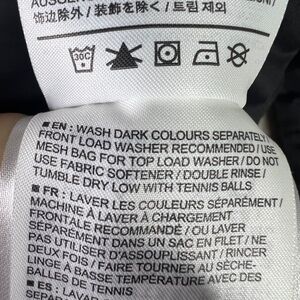 饰边除外 / 装飾を除く / 트림 제외
30C
EN : WASH DARK COLOURS SEPARATELY /
FRONT LOAD WASHER RECOMMENDED / USE
MESH BAG FOR TOP LOAD WASHER / DO NOT
USE FABRIC SOFTENER / DOUBLE RINSE /
TUMBLE DRY LOW WITH TENNIS BALLS
FR : LAVER LES COULEURS SÉPARÉMENT /
MACHINE À LAVER À CHARGEMENT
FRONTALE RECOMMANDÉ / OU LAVER
SÉPARÉMENT DANS UN SAC EN FILET / NE
PAS UTILISER D'ASSOUPLISSANT / RINCER
DEUX FOIS / FAIRE TOURNER AU SÈCHE-
LINGE À BASSE TEMPÉRATURE AVEC DES
BALLES DE TENNIS
ES :